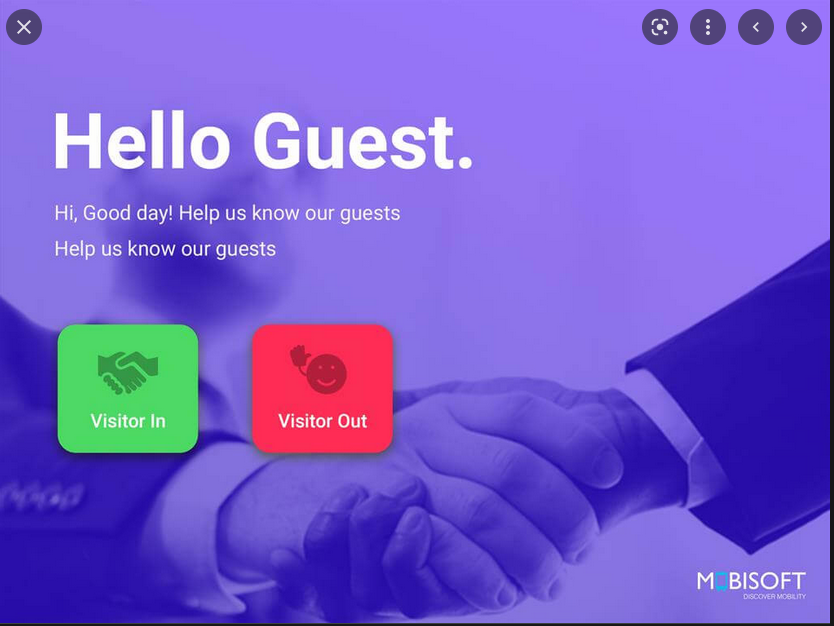 Hello Guest.
Hi, Good day! Help us know our guests
Help us know our guests
Visitor In
Visitor Out
MOBISOFT
DISCOVER MOBILITY